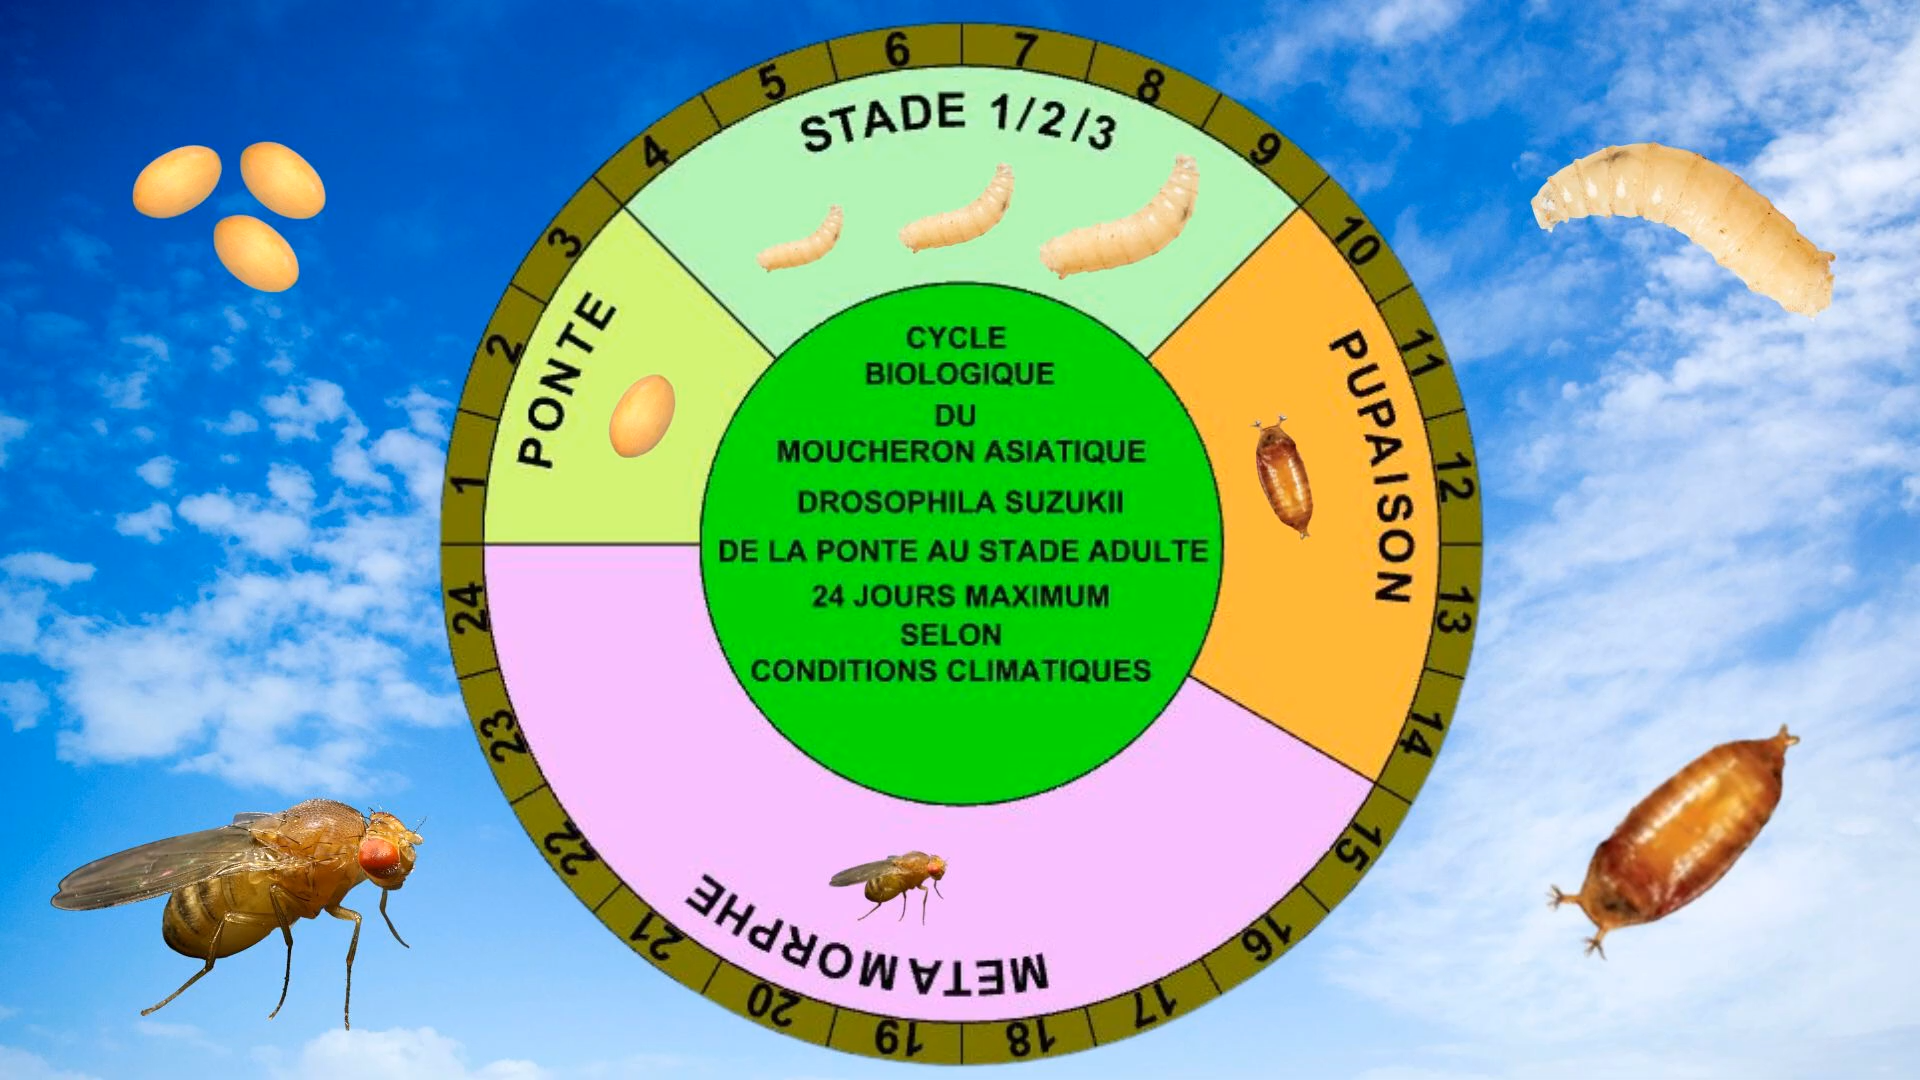 STADE 1/2/3
PONTE
PUPAISON
METAMORPHE
CYCLE
BIOLOGIQUE
DU
MOUCHERON ASIATIQUE
DROSOPHILA SUZUKII
DE LA PONTE AU STADE ADULTE
24 JOURS MAXIMUM
SELON
CONDITIONS CLIMATIQUES
1
2
3
4
5
6
7
8
9
10
11
12
13
14
15
16
17
18
19
20
21
22
23
24